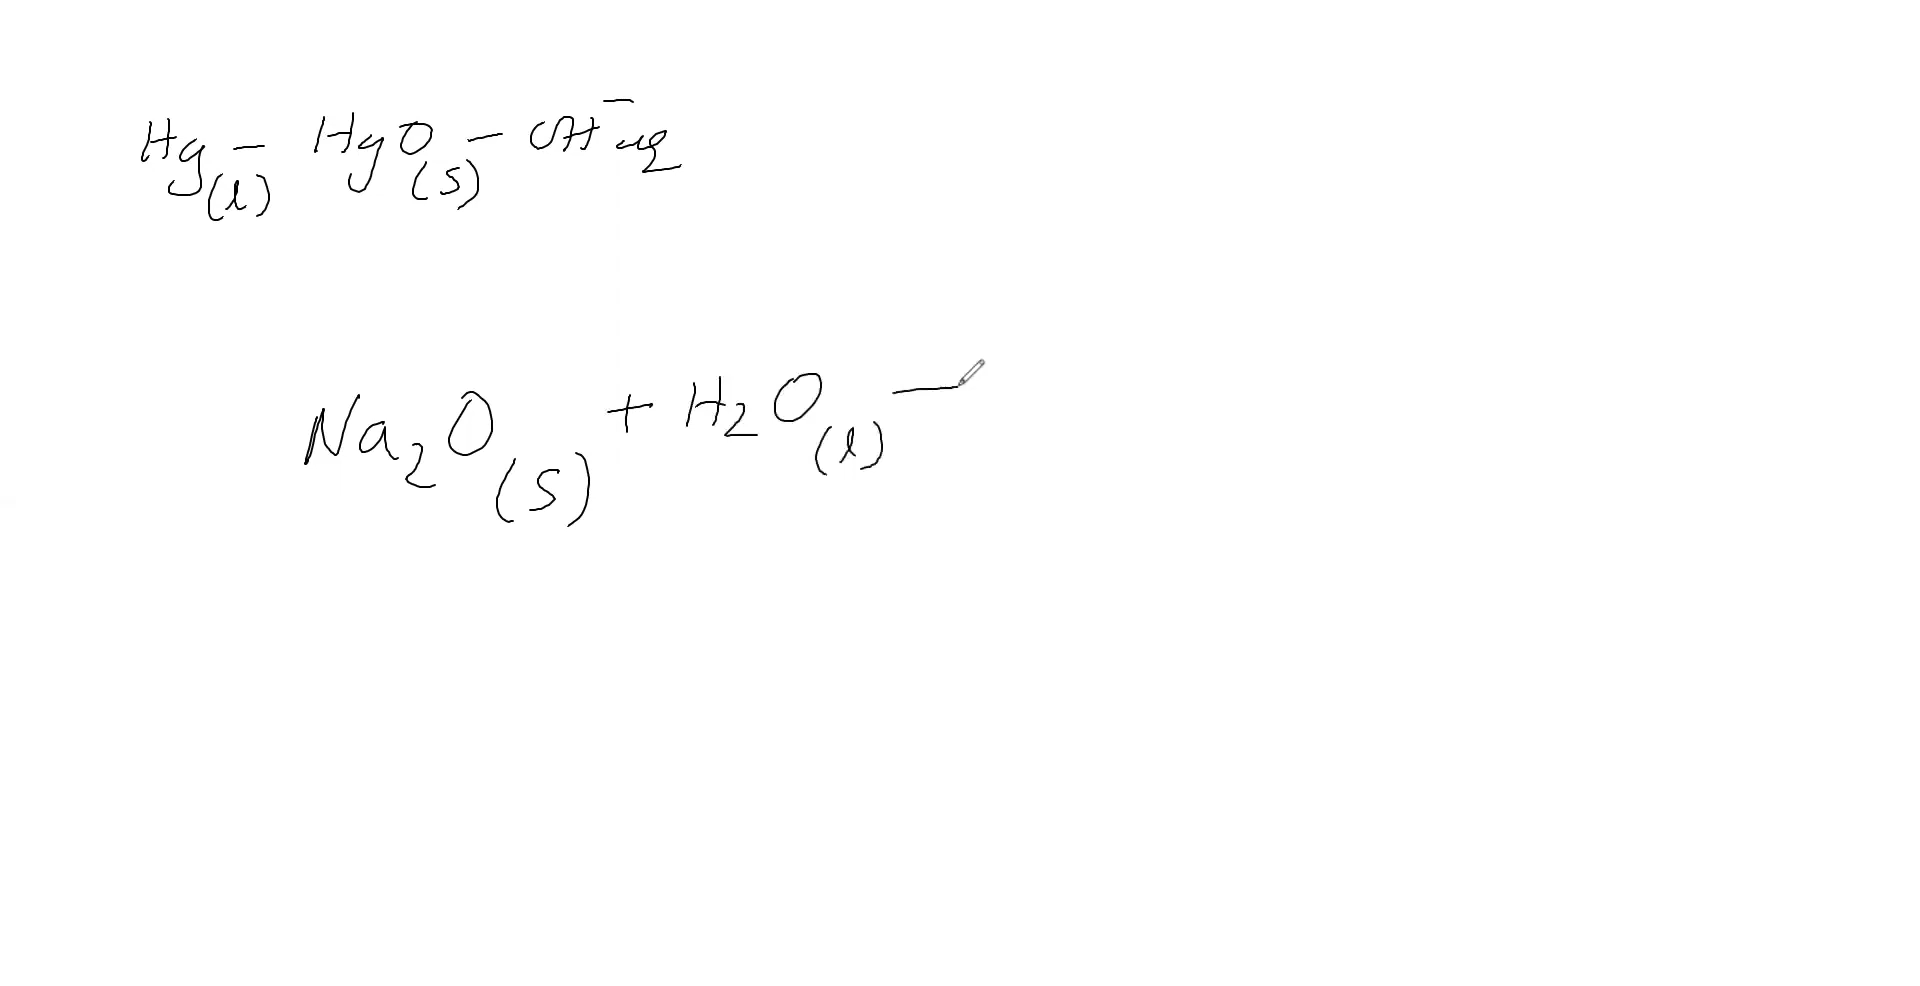 Hg(l) – HgO(s) – OH⁻aq
Na₂O(s) + H₂O(l) —